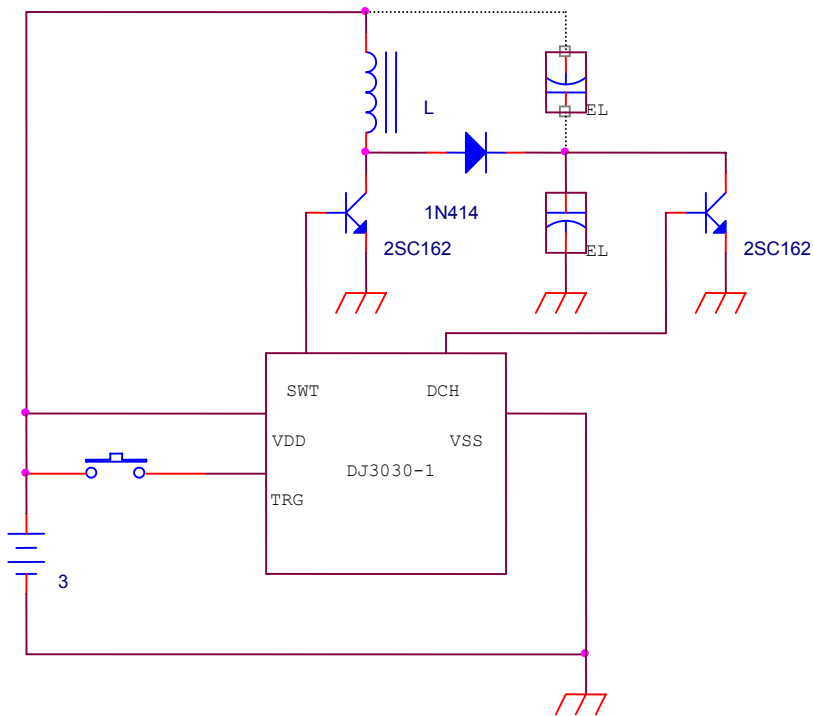 EL
L
1N414
2SC162
EL
2SC162
SWT
DCH
VDD
VSS
DJ3030-1
TRG
3